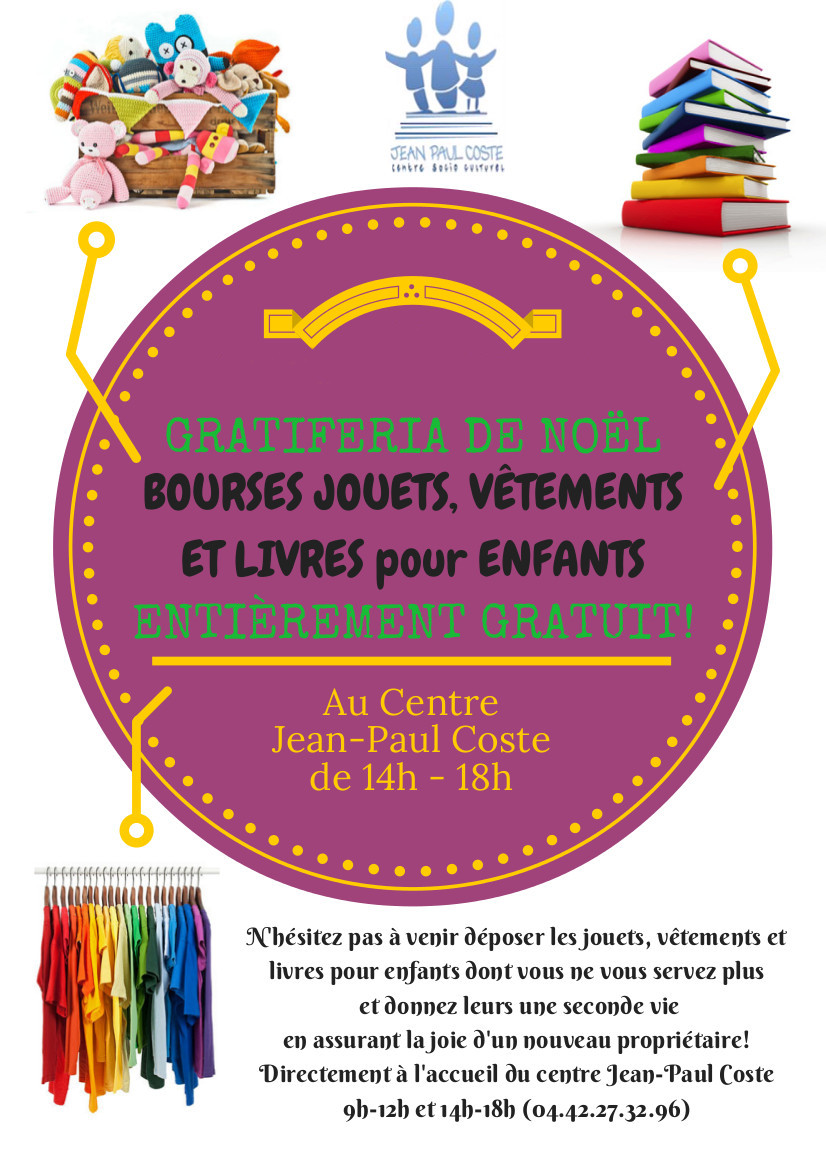 JEAN PAUL COSTE
centre socio culturel
GRATIFERIA DE NOËL
BOURSES JOUETS, VÊTEMENTS
ET LIVRES pour ENFANTS
ENTIÈREMENT GRATUIT!
Au Centre
Jean-Paul Coste
de 14h - 18h
N'hésitez pas à venir déposer les jouets, vêtements et
livres pour enfants dont vous ne vous servez plus
et donnez leurs une seconde vie
en assurant la joie d'un nouveau propriétaire!
Directement à l'accueil du centre Jean-Paul Coste
9h-12h et 14h-18h (04.42.27.32.96)